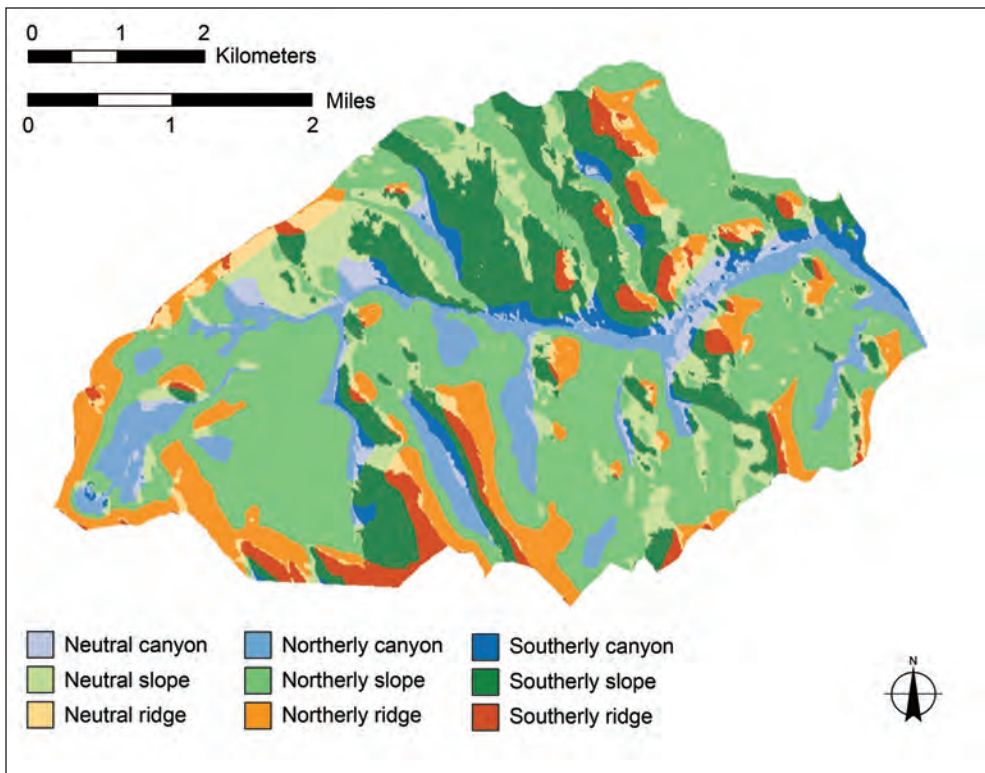 0 1 2
Kilometers
Miles
0 1 2
Neutral canyon Northerly canyon Southerly canyon
Neutral slope Northerly slope Southerly slope
Neutral ridge Northerly ridge Southerly ridge
N